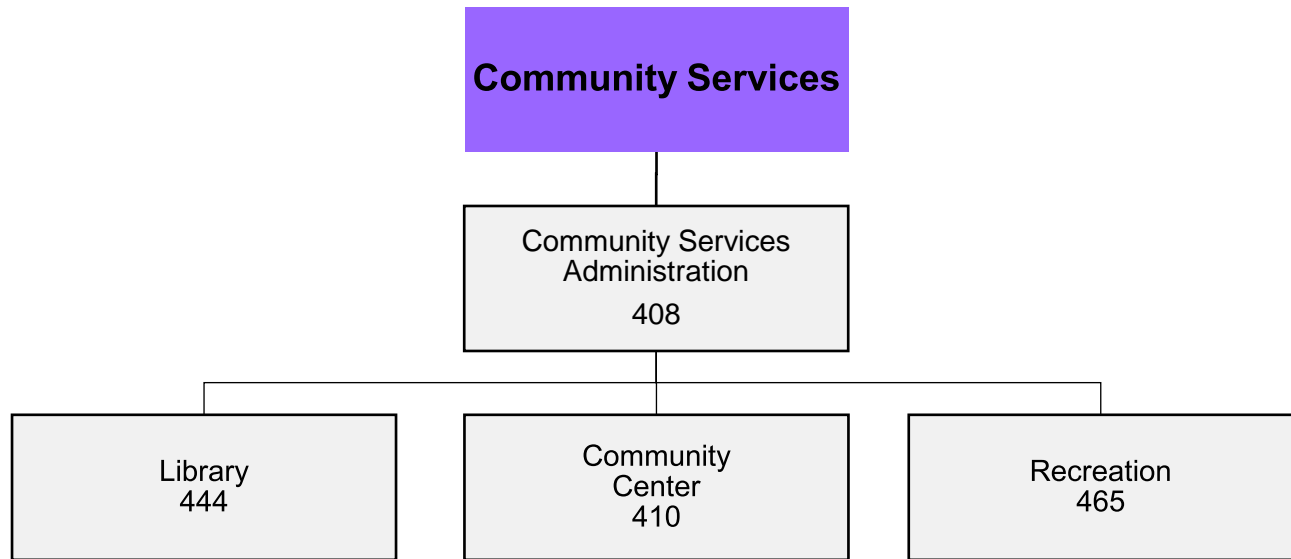 Community Services
Community Services
Administration
408
Library
444
Community
Center
410
Recreation
465